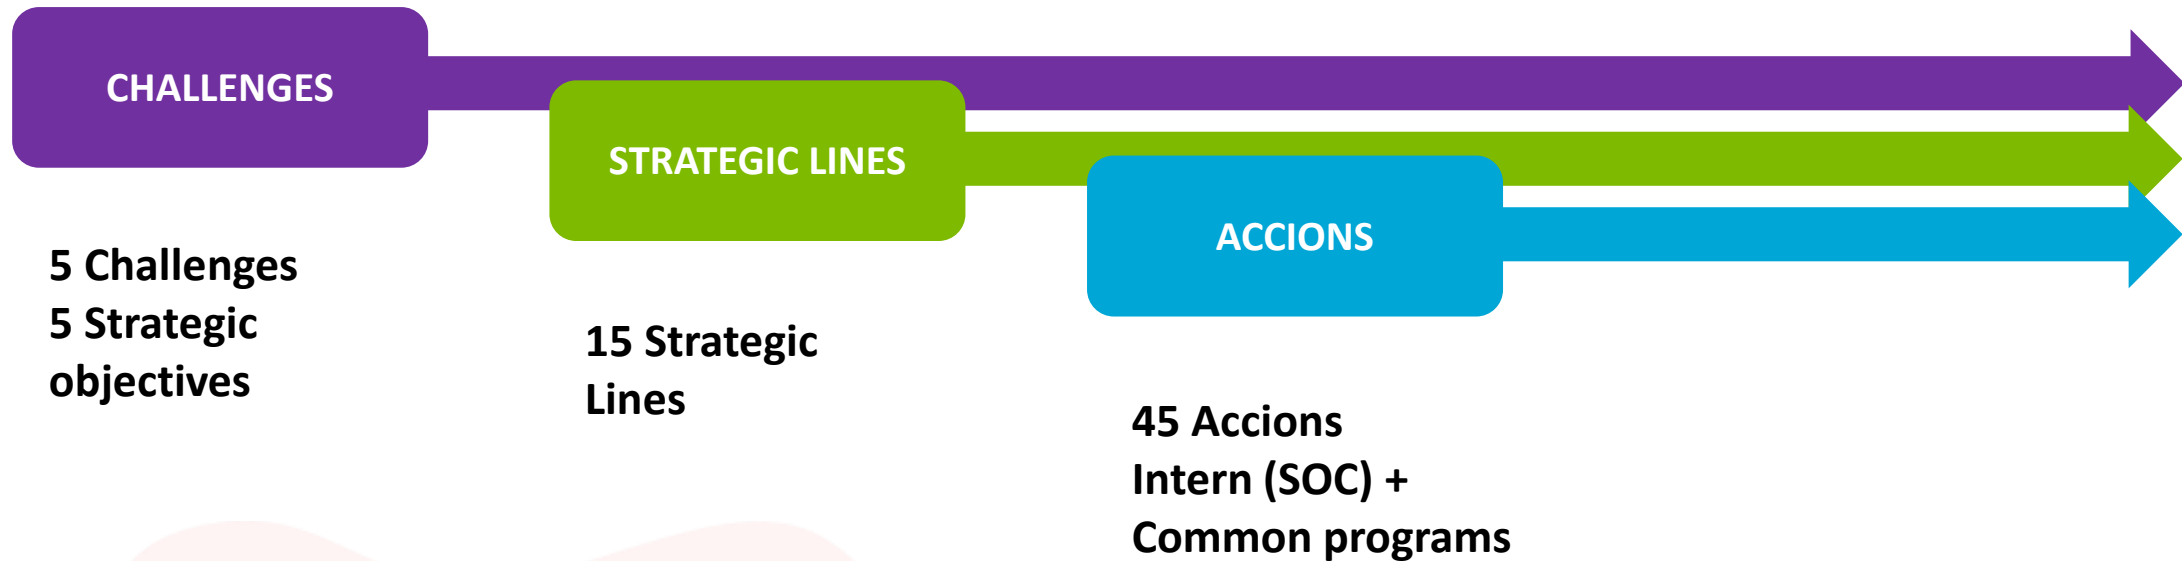 CHALLENGES
5 Challenges
5 Strategic
objectives
STRATEGIC LINES
15 Strategic
Lines
ACCIONS
45 Accions
Intern (SOC) +
Common programs